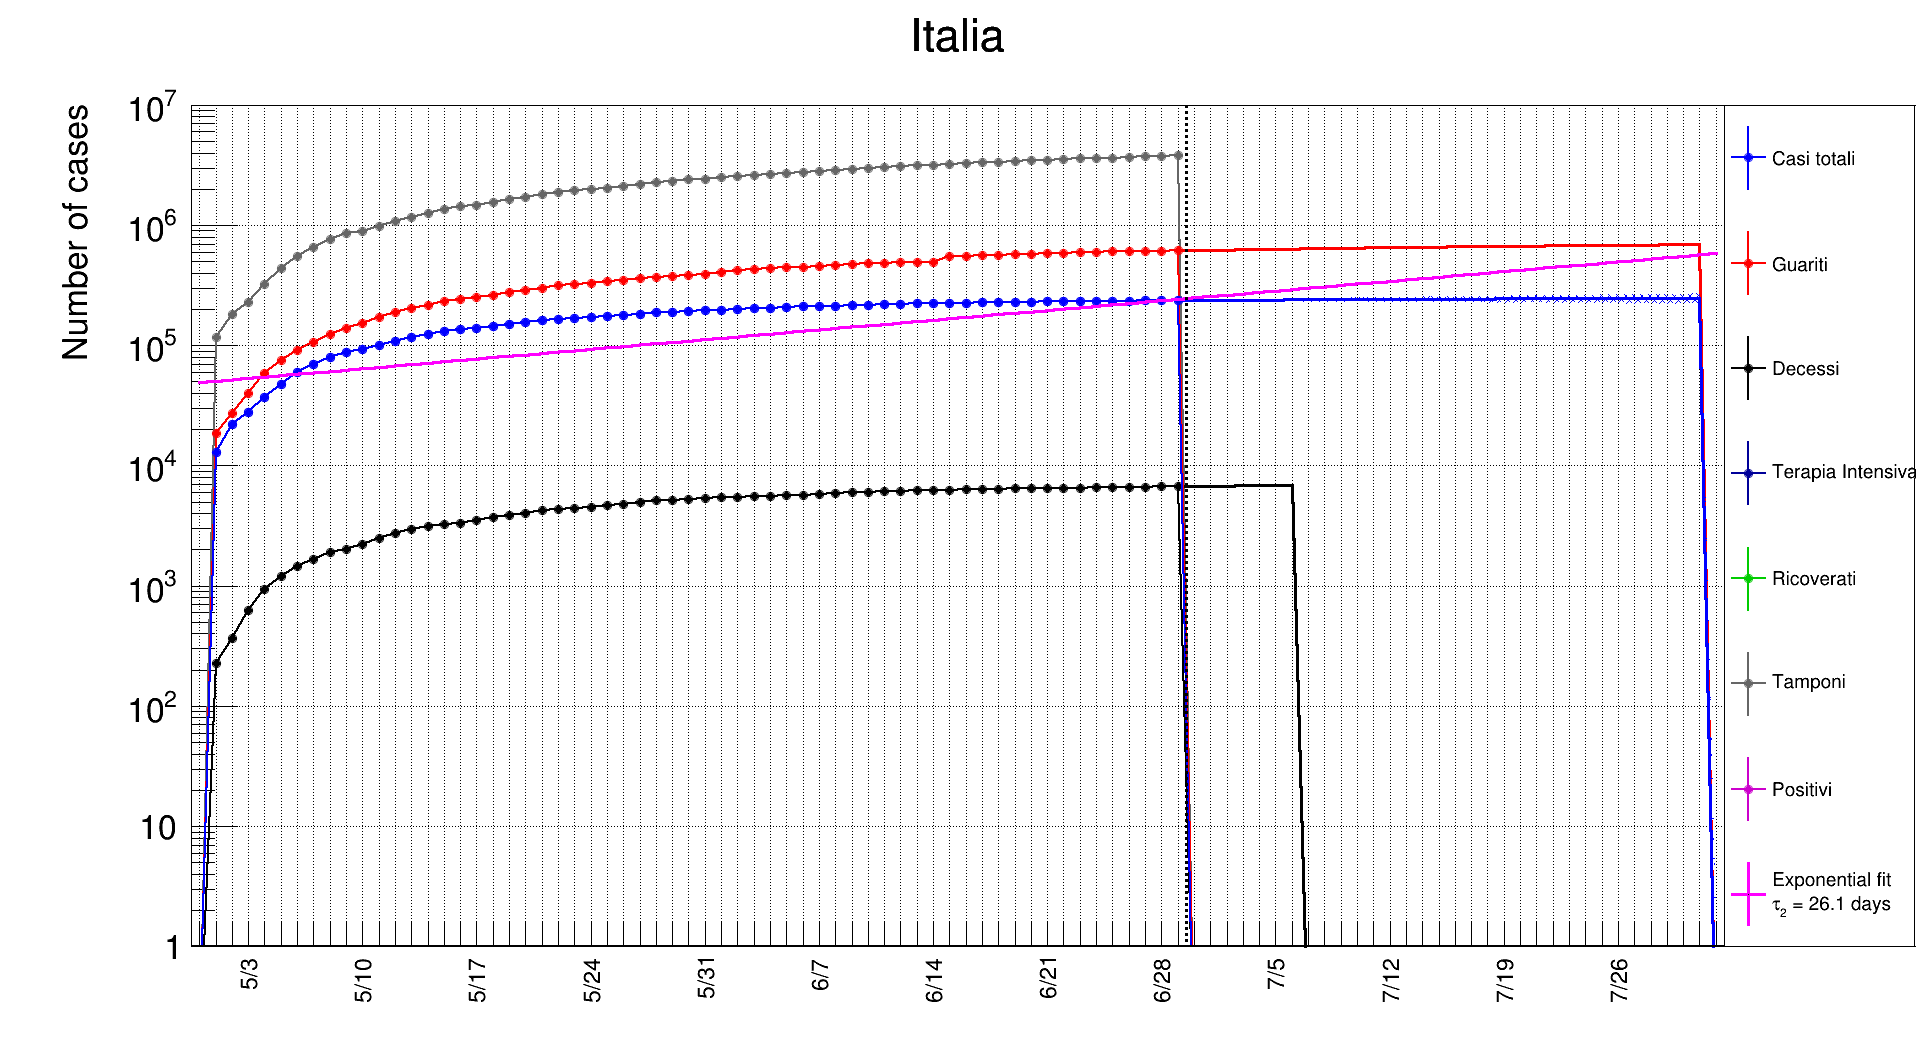 Italia
Number of cases
10^7
10^6
10^5
10^4
10^3
10^2
10
1
5/3
5/10
5/17
5/24
5/31
6/7
6/14
6/21
6/28
7/5
7/12
7/19
7/26
Casi totali
Guariti
Decessi
Terapia Intensiva
Ricoverati
Tamponi
Positivi
Exponential fit
τ_2 = 26.1 days